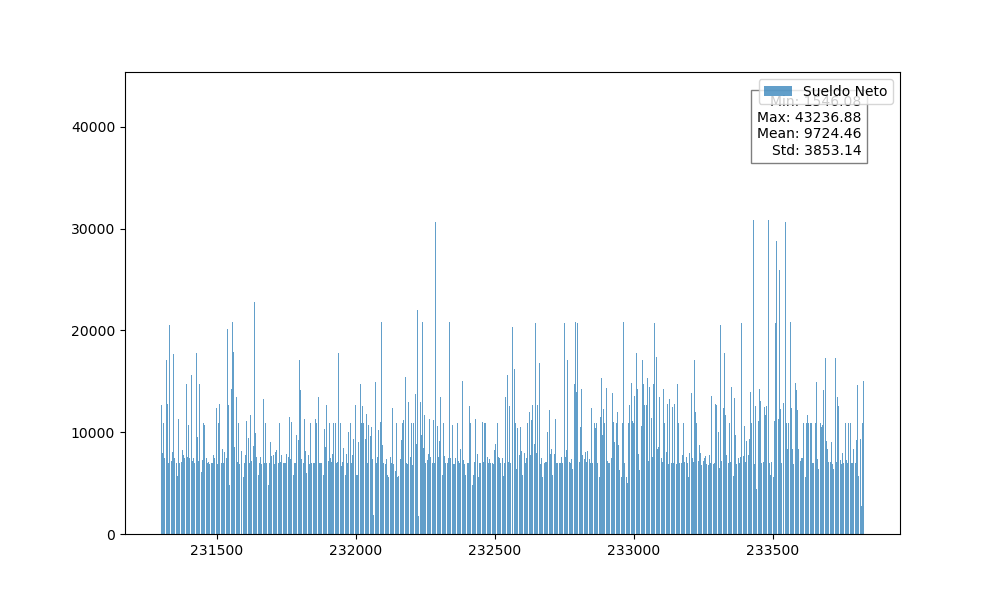 Sueldo Neto
Min: 1546.08
Max: 43236.88
Mean: 9724.46
Std: 3853.14
40000
30000
20000
10000
0
231500 232000 232500 233000 233500